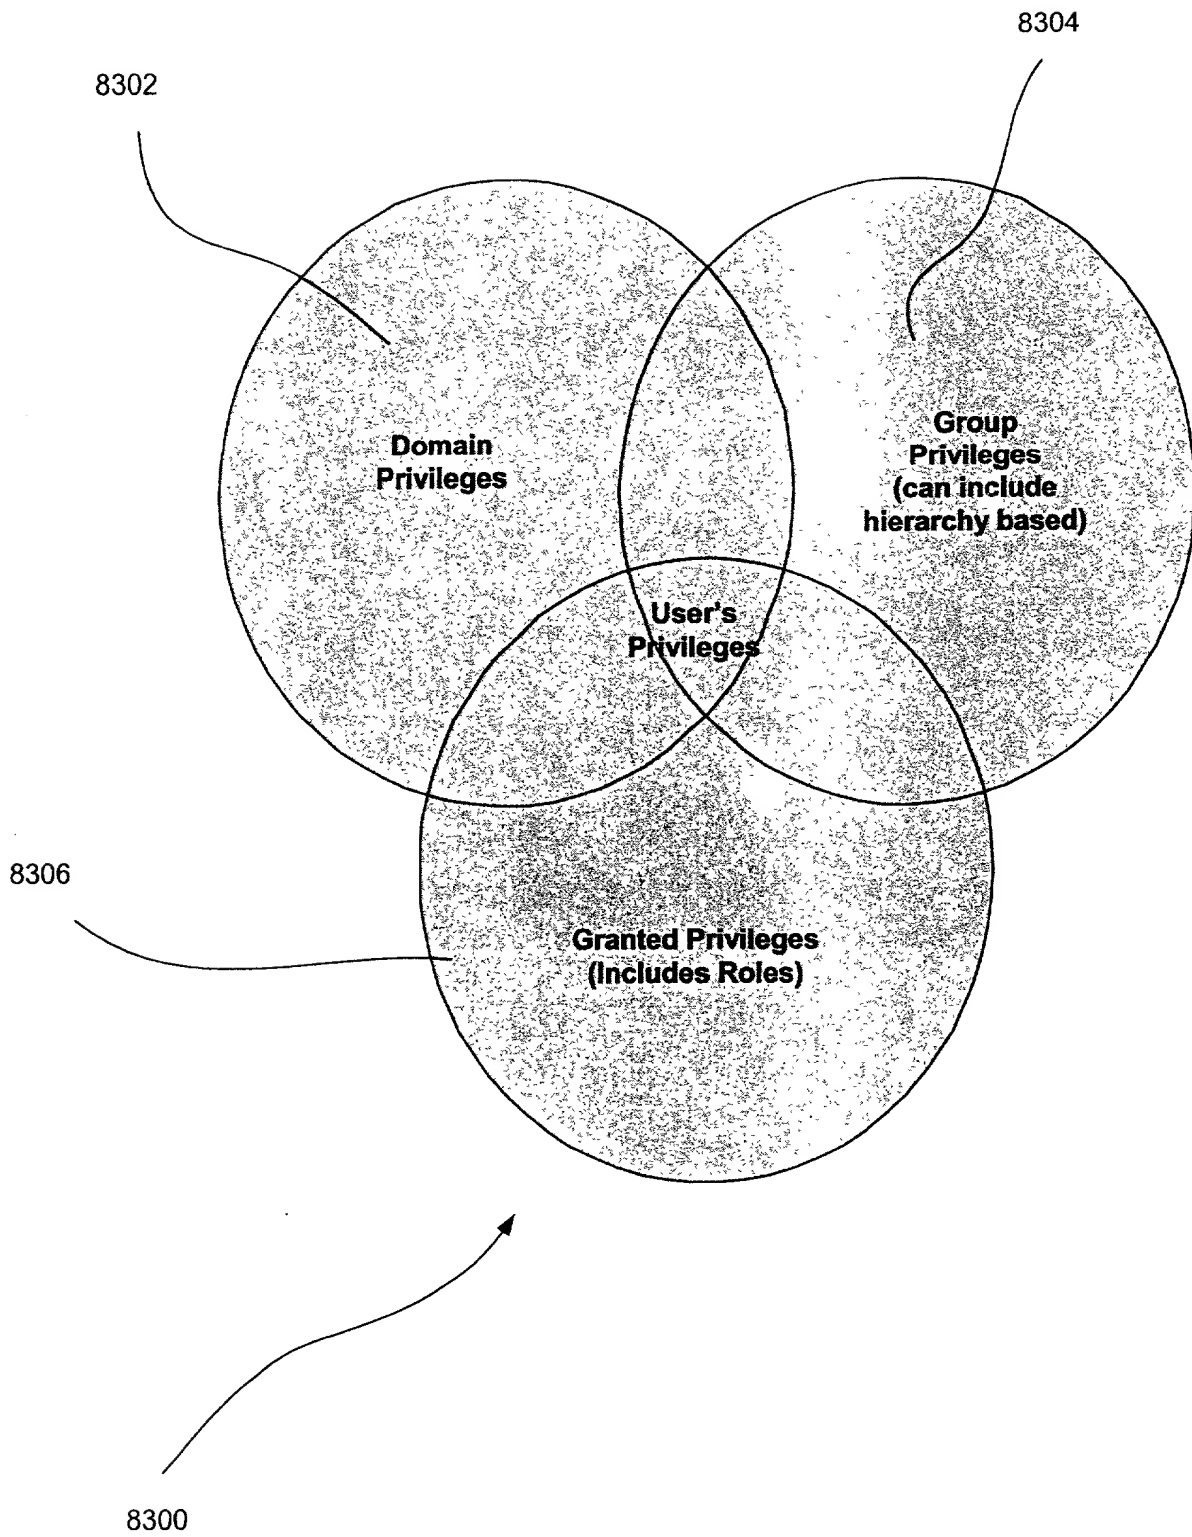 8304
8302
Domain
Privileges
Group
Privileges
(can include
hierarchy based)
User's
Privileges
8306
Granted Privileges
(Includes Roles)
8300